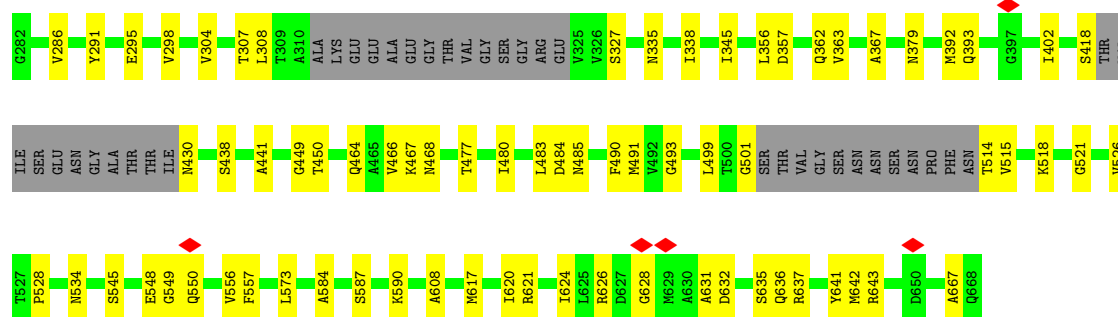 G282 V286 Y291 E295 V298 V304 T307 L308 T309 A310 ALA LYS GLU GLU ALA GLU GLY THR VAL GLY SER GLY ARG GLU V325 V326 S327 N335 I338 I345 L356 D357 Q362 V363 A367 N379 M392 Q393 G397 I402 S418 THR
ILE SER GLU ASN GLY ALA THR THR ILE N430 S438 A441 G449 T450 Q464 A465 V466 K467 N468 T477 I480 L483 D484 N485 F490 M491 V492 G493 L499 T500 G501 SER THR VAL GLY SER ASN ASN SER ASN PRO PHE ASN T514 V515 K518 G521 V526
T527 P528 N534 S545 E548 G549 Q550 V556 F557 L573 A584 S587 K590 A608 M617 I620 R621 I624 L625 R626 D627 G628 M629 A630 A631 D632 S635 Q636 R637 Y641 M642 R643 D650 A667 Q668